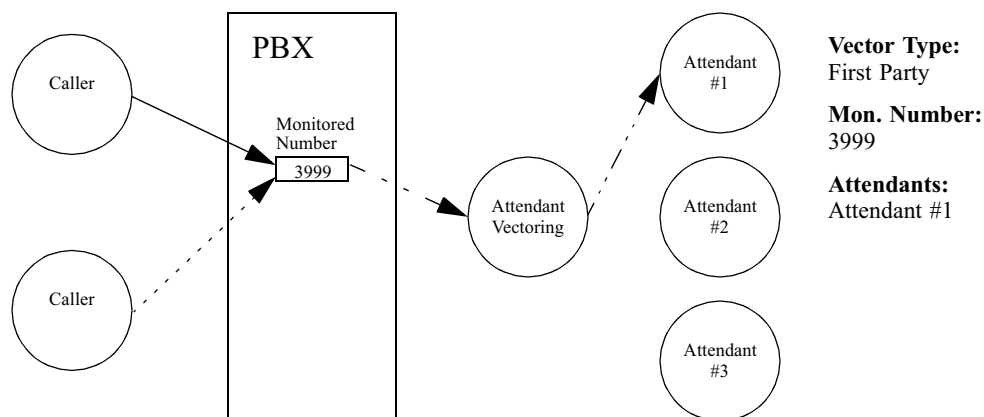 PBX
Caller
Monitored
Number
3999
Caller
Attendant
Vectoring
Attendant
#1
Attendant
#2
Attendant
#3
Vector Type:
First Party
Mon. Number:
3999
Attendants:
Attendant #1